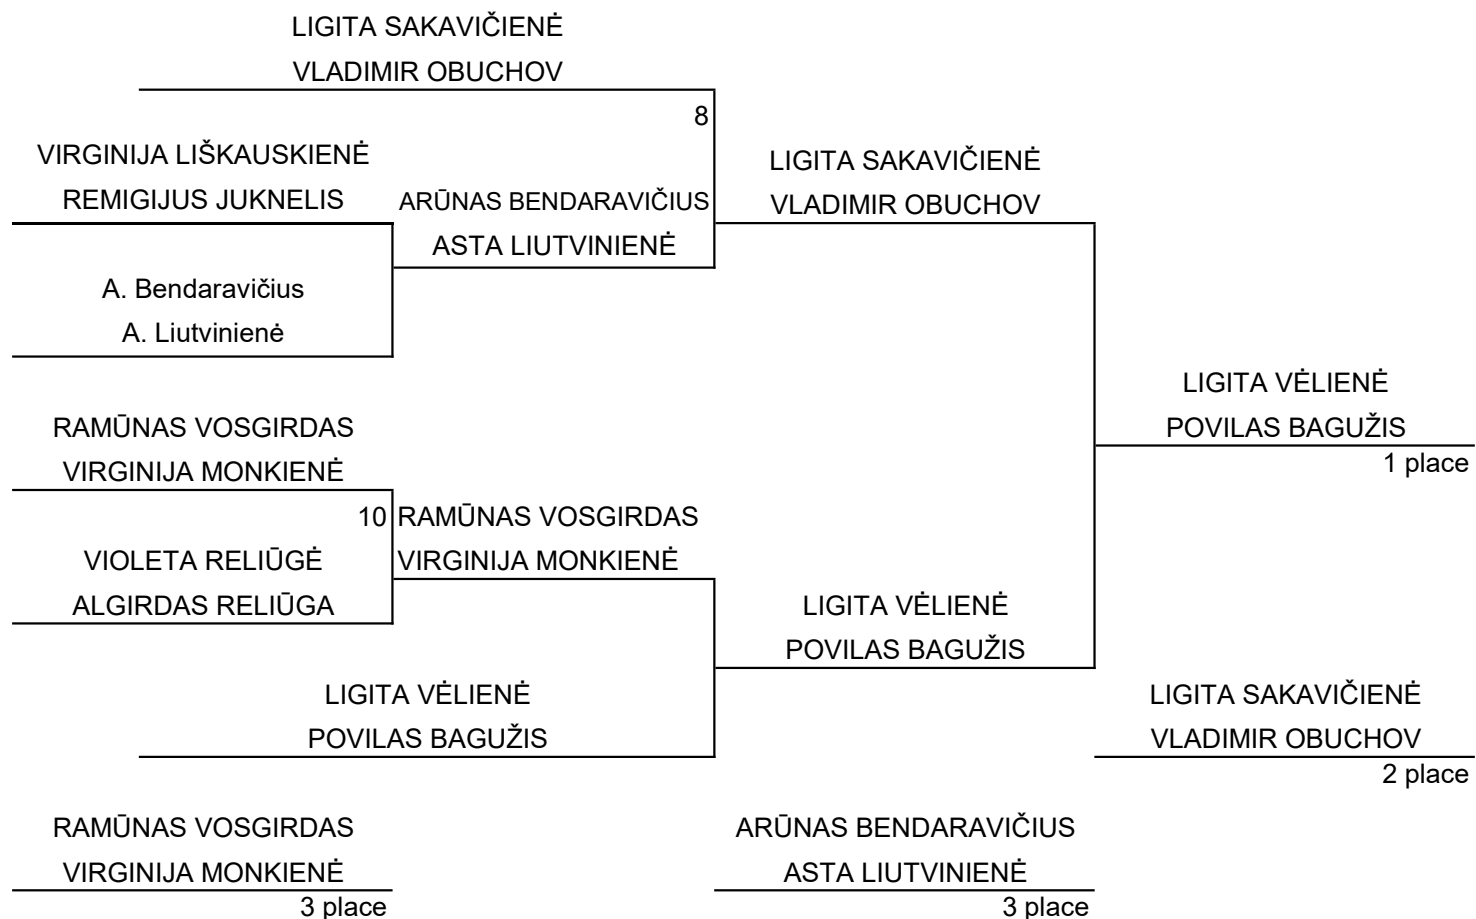 LIGITA SAKAVIČIENĖ
VLADIMIR OBUCHOV
8
VIRGINIJA LIŠKAUSKIENĖ
REMIGIJUS JUKNELIS
ARŪNAS BENDARAVIČIUS
ASTA LIUTVINIENĖ
LIGITA SAKAVIČIENĖ
VLADIMIR OBUCHOV
A. Bendaravičius
A. Liutvinienė
LIGITA VĖLIENĖ
POVILAS BAGUŽIS
1 place
RAMŪNAS VOSGIRDAS
VIRGINIJA MONKIENĖ
10
RAMŪNAS VOSGIRDAS
VIRGINIJA MONKIENĖ
VIOLETA RELIŪGĖ
ALGIRDAS RELIŪGA
LIGITA VĖLIENĖ
POVILAS BAGUŽIS
LIGITA VĖLIENĖ
POVILAS BAGUŽIS
LIGITA SAKAVIČIENĖ
VLADIMIR OBUCHOV
2 place
RAMŪNAS VOSGIRDAS
VIRGINIJA MONKIENĖ
3 place
ARŪNAS BENDARAVIČIUS
ASTA LIUTVINIENĖ
3 place